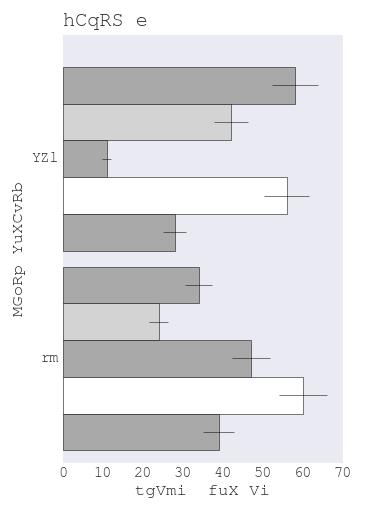 hCqRS e
MGoRp YuXCvRb
YZl
rm
0 10 20 30 40 50 60 70
tgVmi fuX Vi